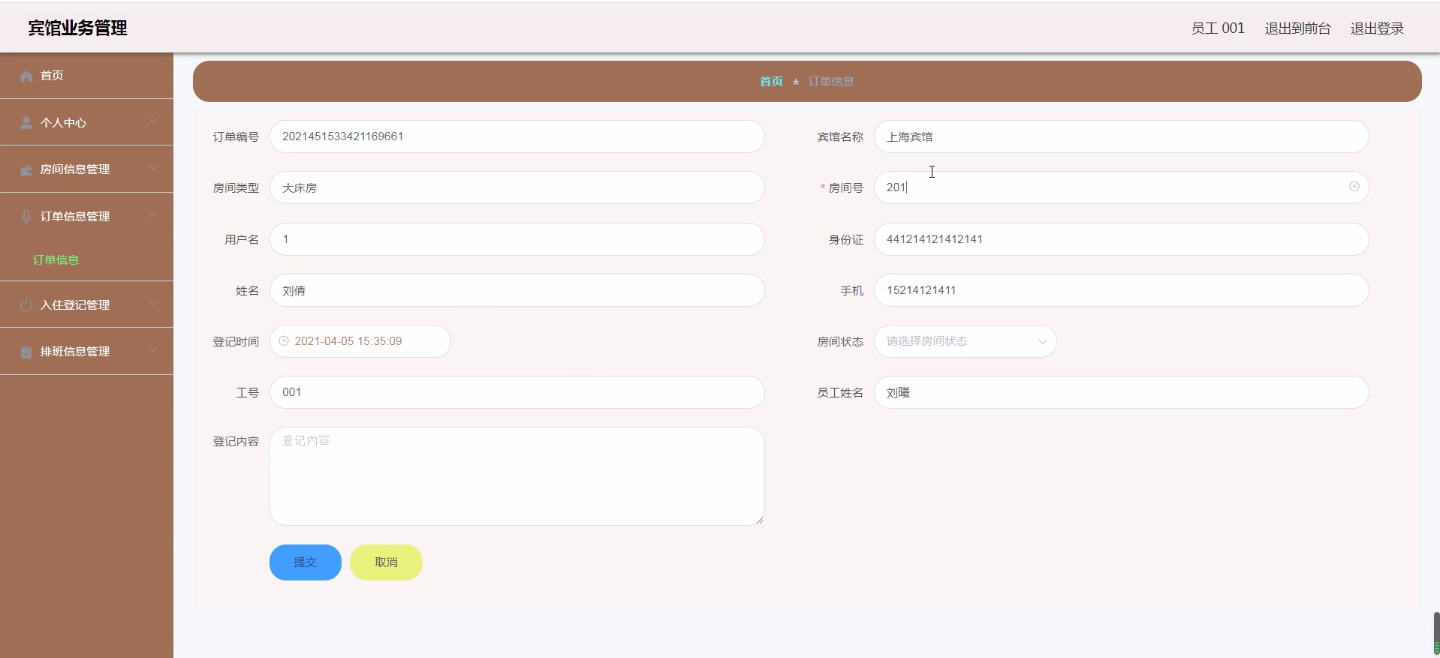 宾馆业务管理
员工 001 退出到前台 退出登录
首页
个人中心
房间信息管理
订单信息管理
订单信息
入住登记管理
排班信息管理
首页 ★ 订单信息
订单编号 2021451533421169661 宾馆名称 上海宾馆
房间类型 大床房 * 房间号 201
用户名 1 身份证 441214121412141
姓名 刘倩 手机 15214121411
登记时间 2021-04-05 15:35:09 房间状态 请选择房间状态
工号 001 员工姓名 刘曦
登记内容 登记内容
提交 取消